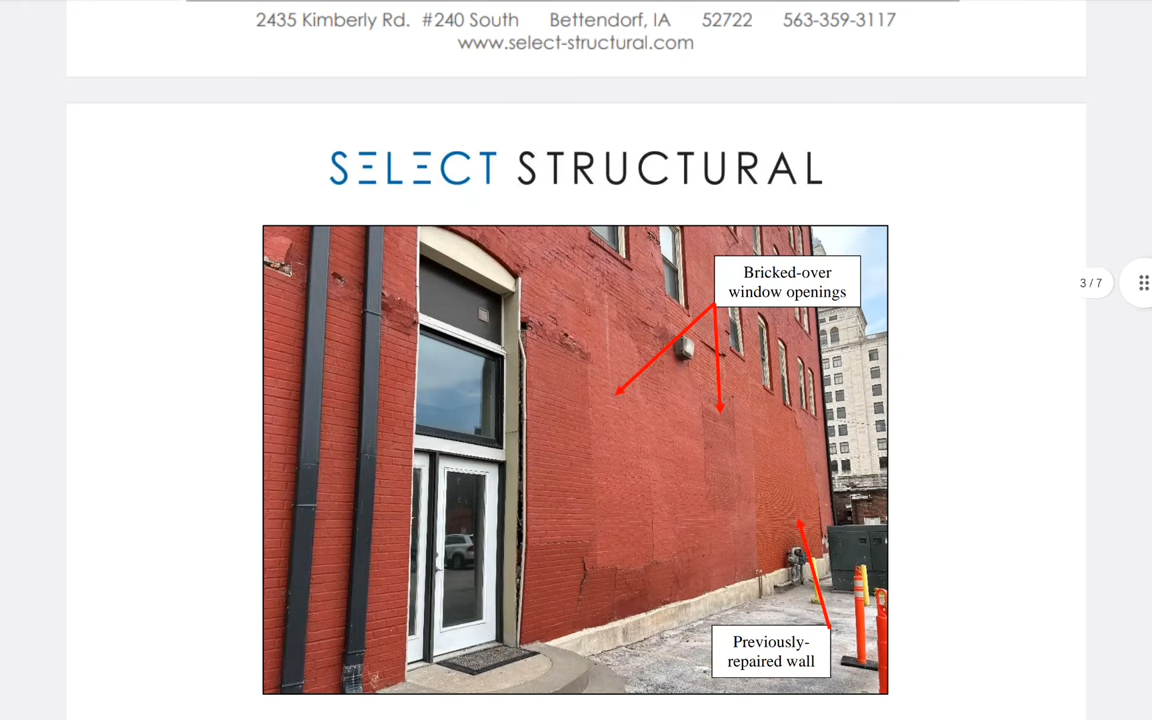 2435 Kimberly Rd. #240 South Bettendorf, IA 52722 563-359-3117
www.select-structural.com
SELECT STRUCTURAL
3 / 7
Bricked-over
window openings
Previously-
repaired wall